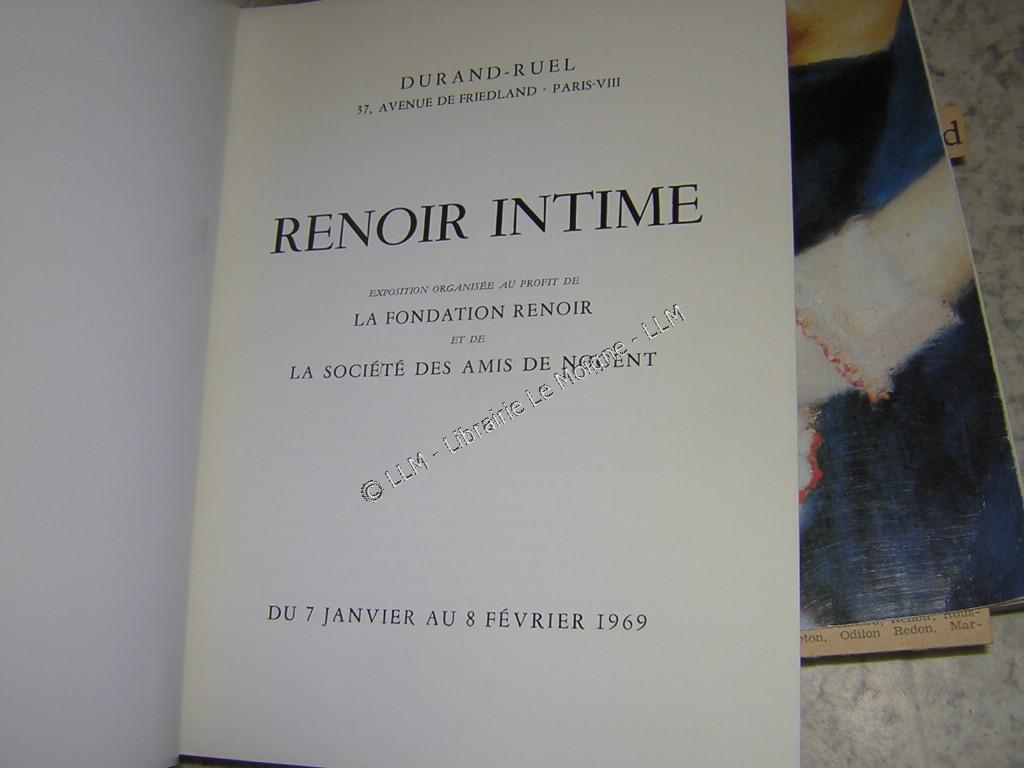 DURAND-RUEL
37, AVENUE DE FRIEDLAND - PARIS-VIII
RENOIR INTIME
EXPOSITION ORGANISÉE AU PROFIT DE
LA FONDATION RENOIR
ET DE
LA SOCIÉTÉ DES AMIS DE NOGENT
© LLM - Librairie Le Moigne - LLM
DU 7 JANVIER AU 8 FÉVRIER 1969
d
Renoir, Rous-
Odilon Redon, Mar-